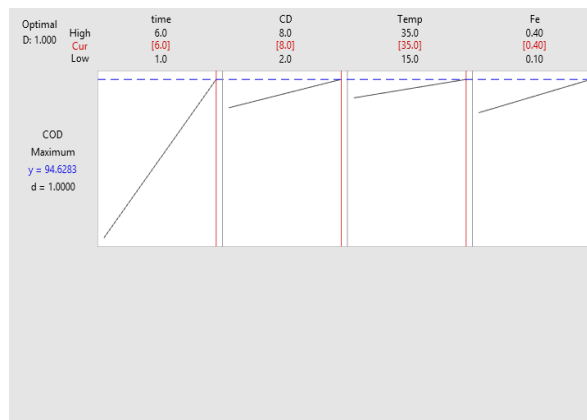 Optimal
D: 1.000
High
Cur
Low
time
6.0
[6.0]
1.0
CD
8.0
[8.0]
2.0
Temp
35.0
[35.0]
15.0
Fe
0.40
[0.40]
0.10
COD
Maximum
y = 94.6283
d = 1.0000